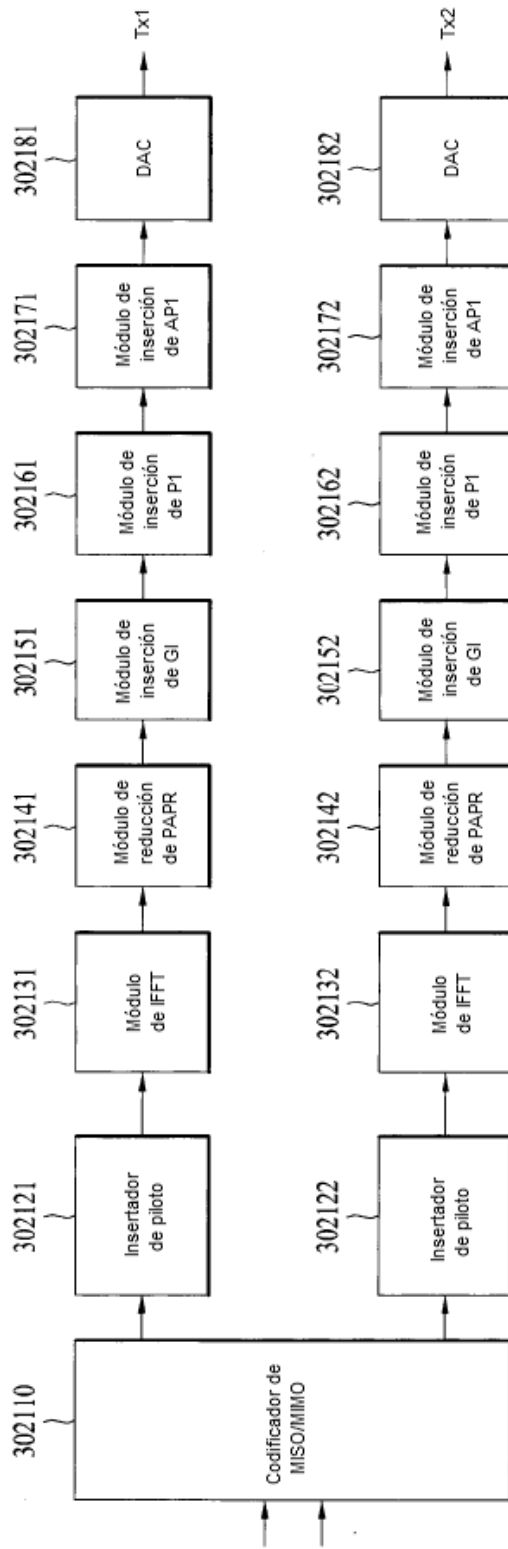 302110
Codificador de
MISO/MIMO
302121
Insertador
de piloto
302131
Módulo
de IFFT
302141
Módulo de
reducción
de PAPR
302151
Módulo de
inserción
de GI
302161
Módulo de
inserción
de P1
302171
Módulo de
inserción
de AP1
302181
DAC
Tx1
302122
Insertador
de piloto
302132
Módulo
de IFFT
302142
Módulo de
reducción
de PAPR
302152
Módulo de
inserción
de GI
302162
Módulo de
inserción
de P1
302172
Módulo de
inserción
de AP1
302182
DAC
Tx2